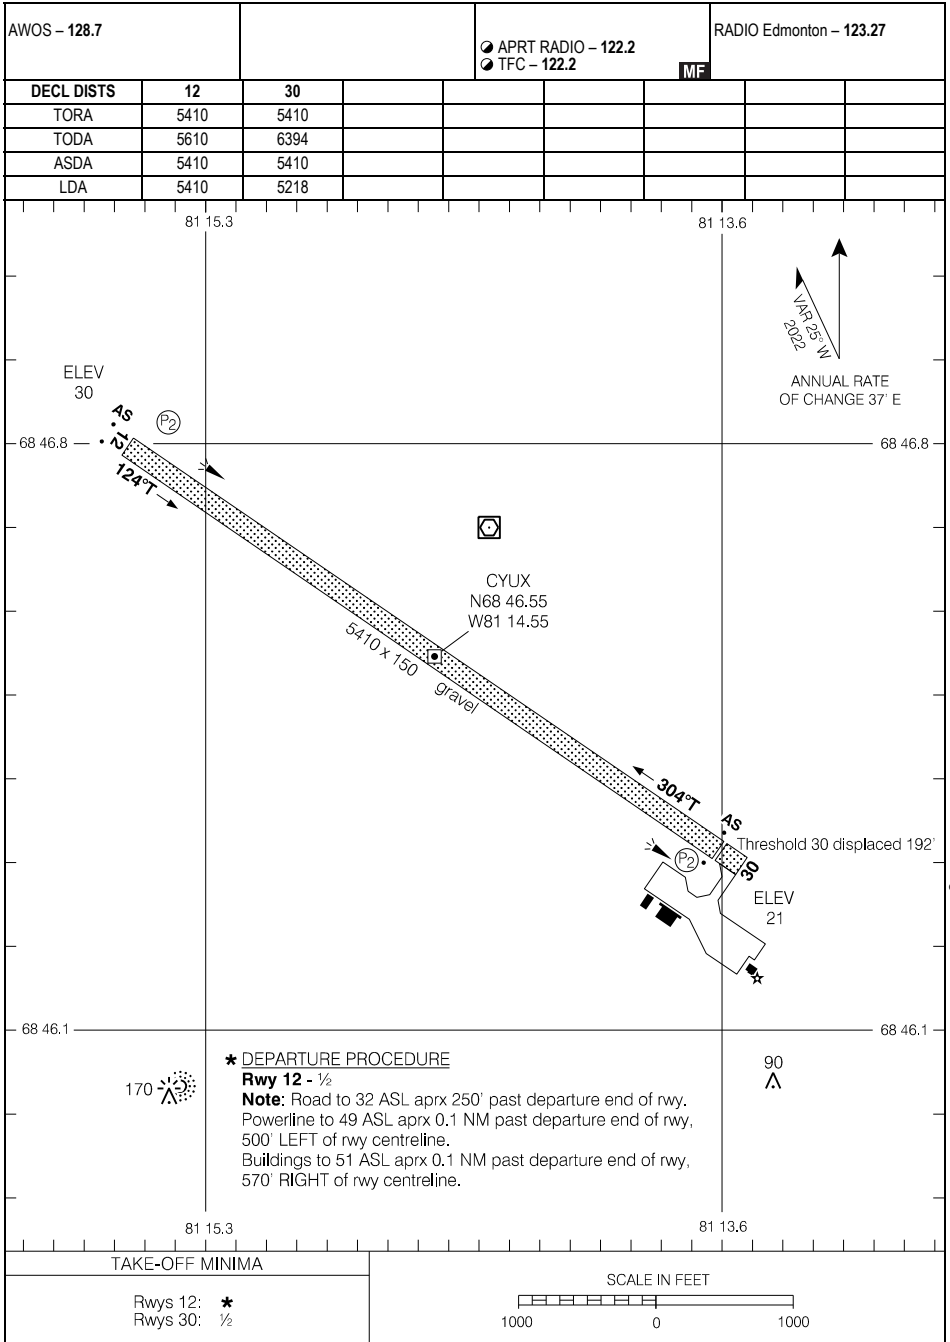 AWOS – 128.7
APRT RADIO – 122.2
TFC – 122.2
MF
RADIO Edmonton – 123.27
DECL DISTS 12 30
TORA 5410 5410
TODA 5610 6394
ASDA 5410 5410
LDA 5410 5218
81 15.3 81 13.6
VAR 25° W
2022
ANNUAL RATE
OF CHANGE 37' E
ELEV
30
AS
P2
12
68 46.8 68 46.8
124°T
CYUX
N68 46.55
W81 14.55
5410 x 150
gravel
304°T
AS
Threshold 30 displaced 192'
P2
30
ELEV
21
68 46.1 68 46.1
170
90
* DEPARTURE PROCEDURE
Rwy 12 - ½
Note: Road to 32 ASL aprx 250' past departure end of rwy.
Powerline to 49 ASL aprx 0.1 NM past departure end of rwy,
500' LEFT of rwy centreline.
Buildings to 51 ASL aprx 0.1 NM past departure end of rwy,
570' RIGHT of rwy centreline.
81 15.3 81 13.6
TAKE-OFF MINIMA
Rwys 12: *
Rwys 30: ½
SCALE IN FEET
1000 0 1000